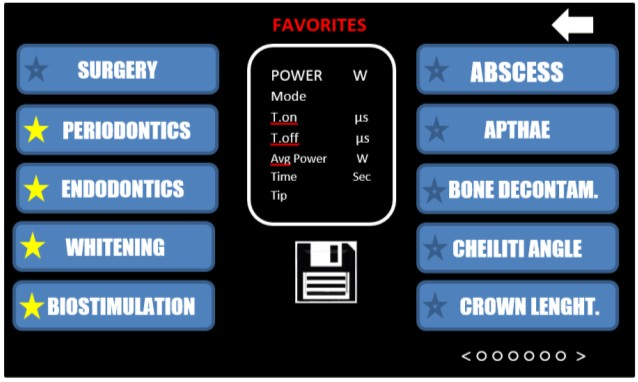 FAVORITES
SURGERY
PERIODONTICS
ENDODONTICS
WHITENING
BIOSTIMULATION
POWER W
Mode
T.on µs
T.off µs
Avg Power W
Time Sec
Tip
ABSCESS
APTHAE
BONE DECONTAM.
CHEILITI ANGLE
CROWN LENGHT.
< O O O O O O O >